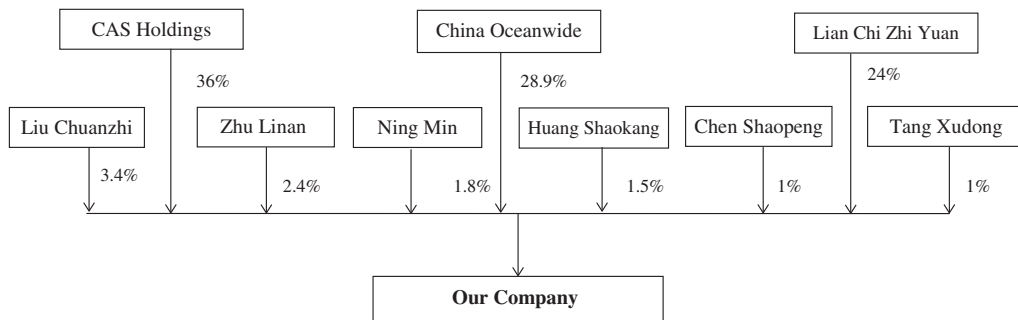 CAS Holdings
China Oceanwide
Lian Chi Zhi Yuan
36%
28.9%
24%
Liu Chuanzhi
Zhu Linan
Ning Min
Huang Shaokang
Chen Shaopeng
Tang Xudong
3.4%
2.4%
1.8%
1.5%
1%
1%
Our Company